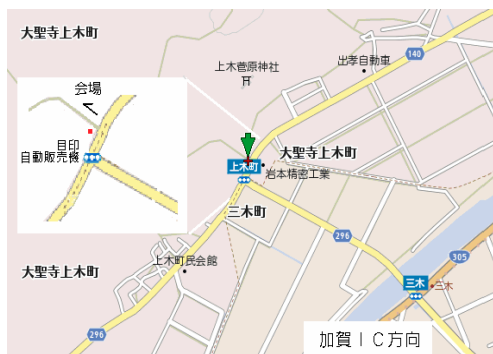 大聖寺上木町
140
出孝自動車
上木菅原神社
会場
目印
自動販売機
上木町
大聖寺上木町
岩本精密工業
三木町
296
305
上木町民会館
大聖寺上木町
三木
三木
296
加賀IC方向